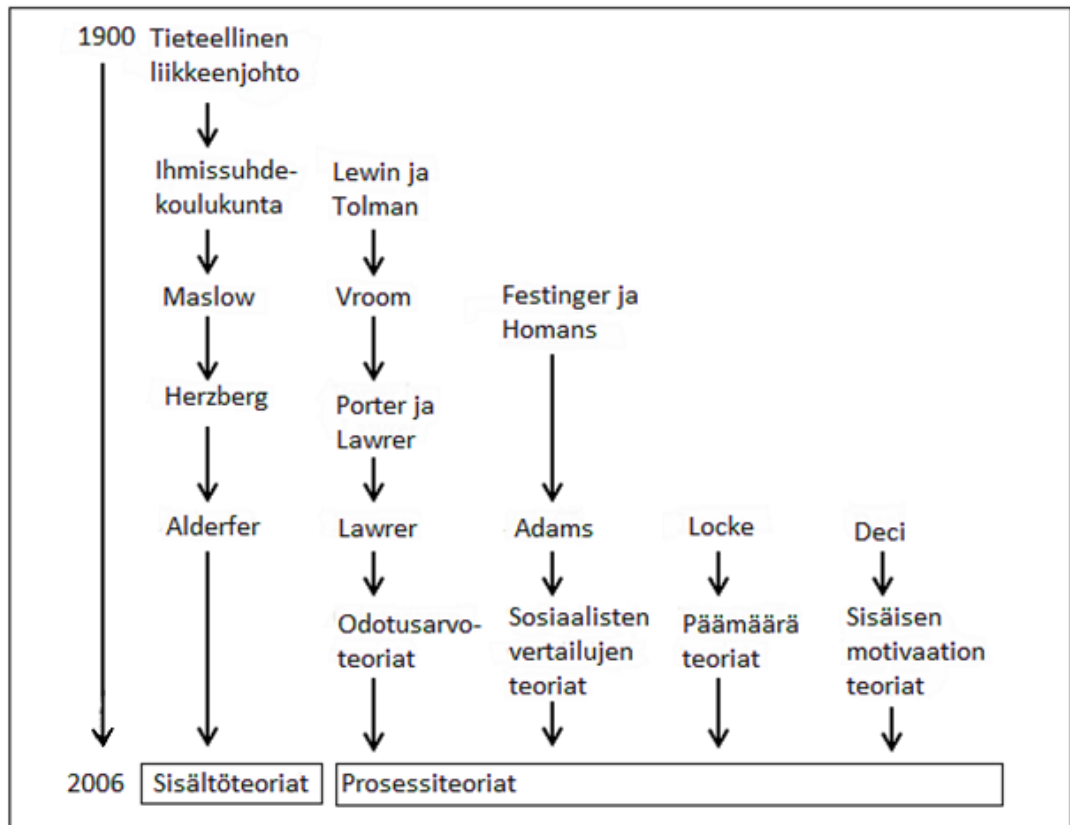 1900 Tieteellinen
liikkeenjohto
Ihmissuhde-
koulukunta
Lewin ja
Tolman
Maslow
Vroom
Festinger ja
Homans
Herzberg
Porter ja
Lawrer
Alderfer
Lawrer
Adams
Locke
Deci
Odotusarvo-
teoriat
Sosiaalisten
vertailujen
teoriat
Päämäärä
teoriat
Sisäisen
motivaation
teoriat
2006 Sisältöteoriat Prosessiteoriat